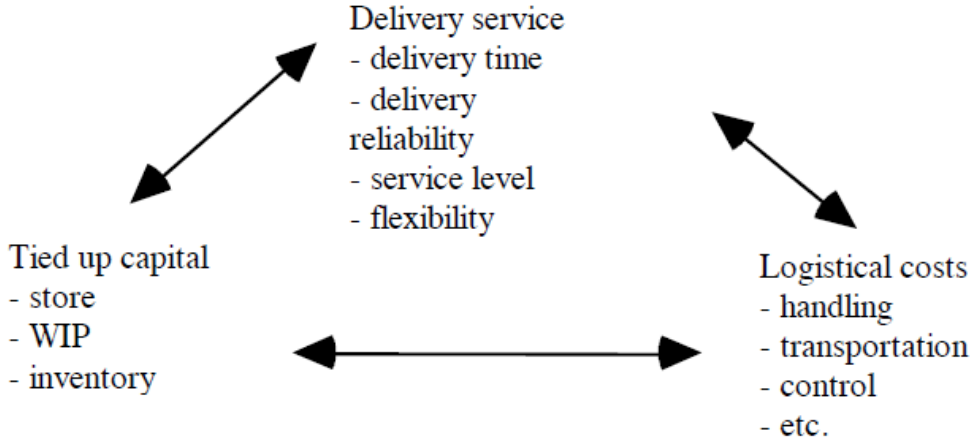 Delivery service
- delivery time
- delivery
reliability
- service level
- flexibility
Tied up capital
- store
- WIP
- inventory
Logistical costs
- handling
- transportation
- control
- etc.